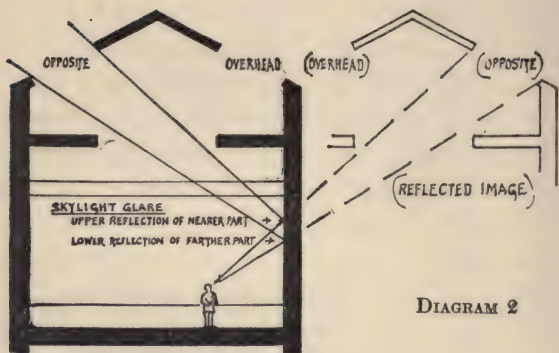 OPPOSITE OVERHEAD (OVERHEAD) (OPPOSITE)
(REFLECTED IMAGE)
SKYLIGHT GLARE
UPPER REFLECTION OF NEARER PART →
LOWER REFLECTION OF FARTHER PART →
DIAGRAM 2